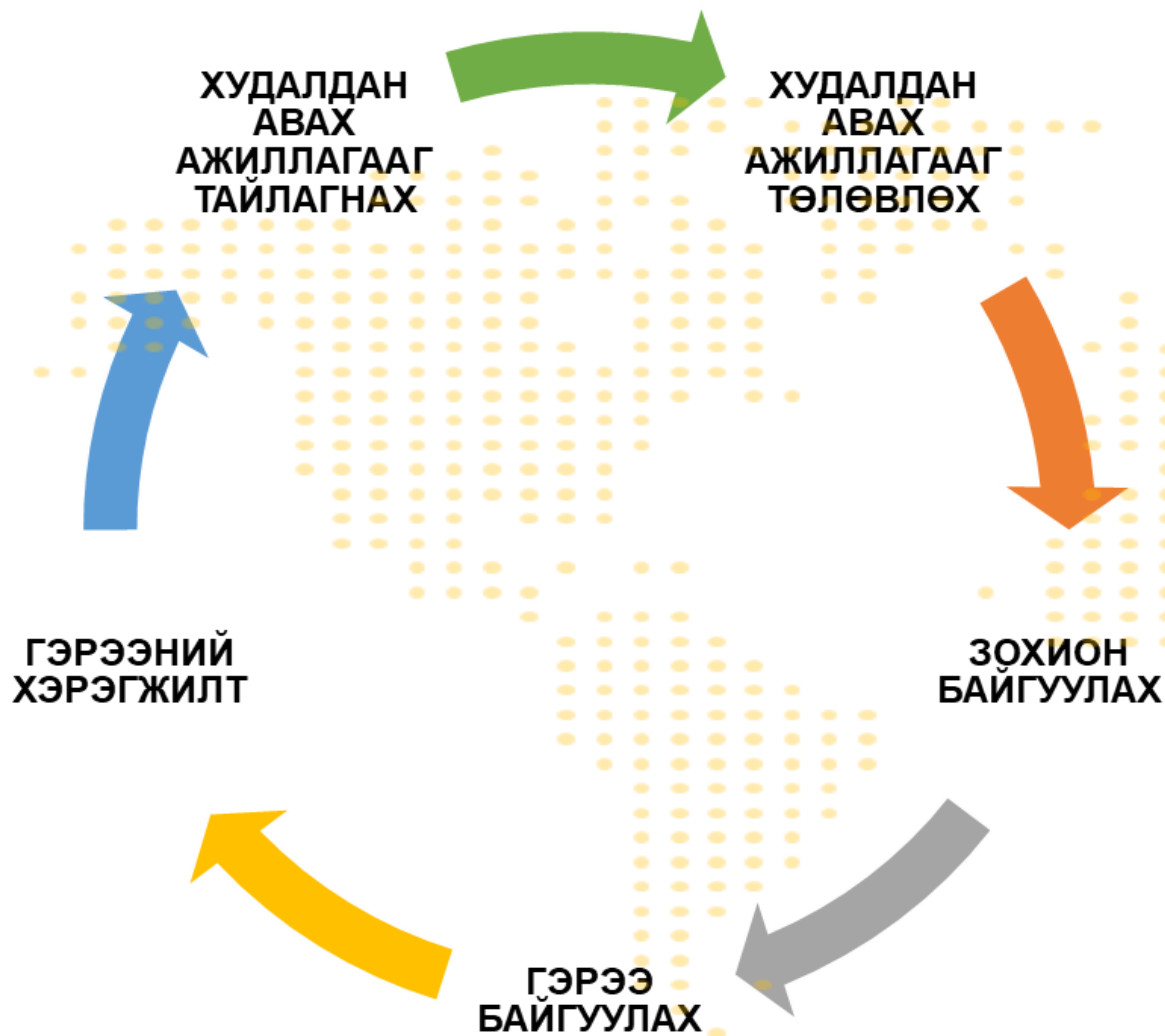 ХУДАЛДАН
АВАХ
АЖИЛЛАГААГ
ТАЙЛАГНАХ
ХУДАЛДАН
АВАХ
АЖИЛЛАГААГ
ТӨЛӨВЛӨХ
ЗОХИОН
БАЙГУУЛАХ
ГЭРЭЭ
БАЙГУУЛАХ
ГЭРЭЭНИЙ
ХЭРЭГЖИЛТ